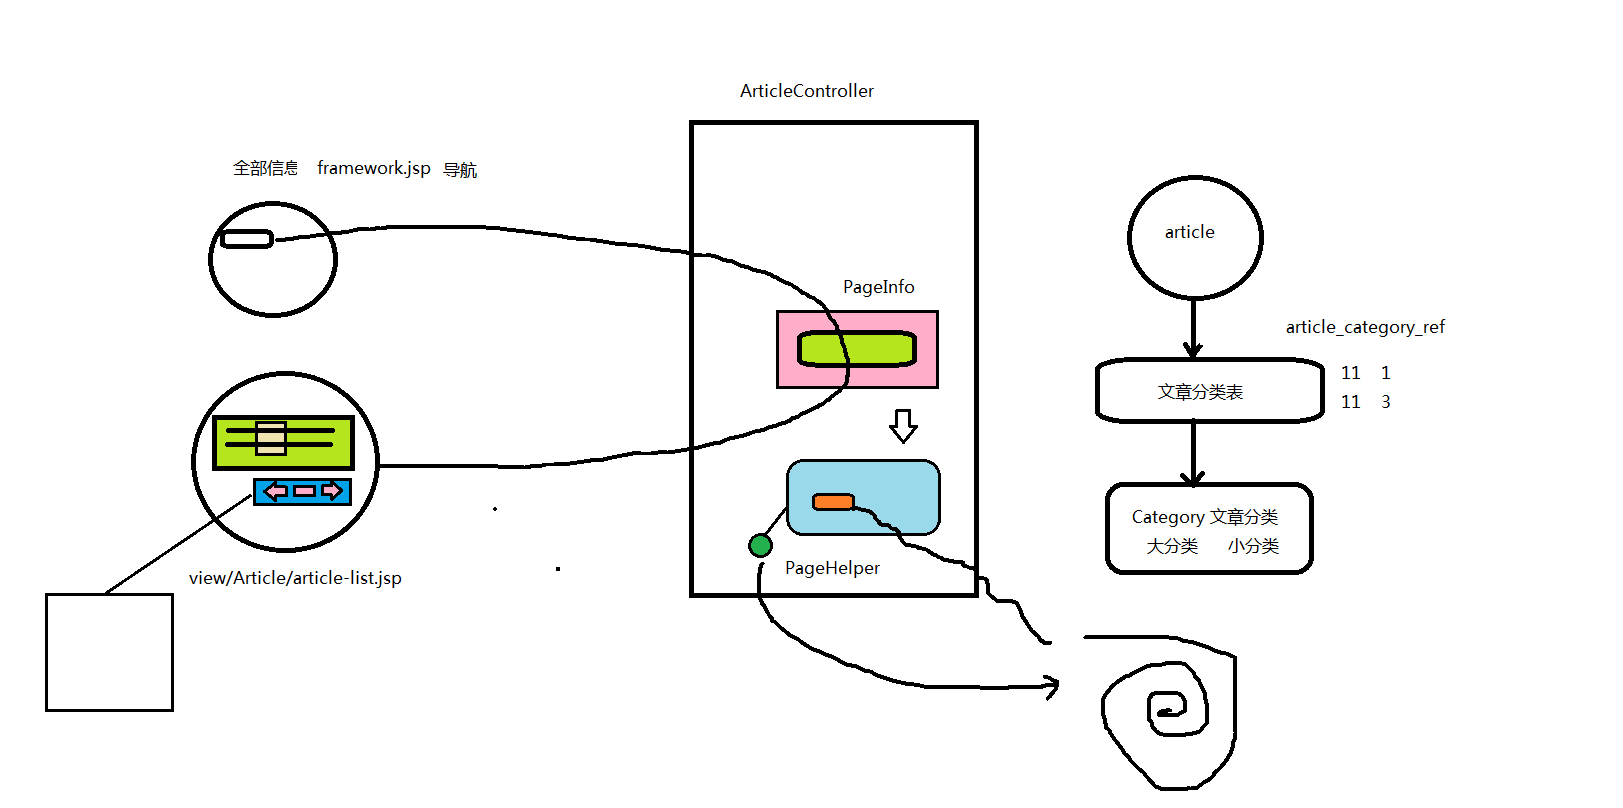 ArticleController
全部信息 framework.jsp 导航
article
PageInfo
article_category_ref
11 1
文章分类表
11 3
Category 文章分类
大分类 小分类
PageHelper
view/Article/article-list.jsp